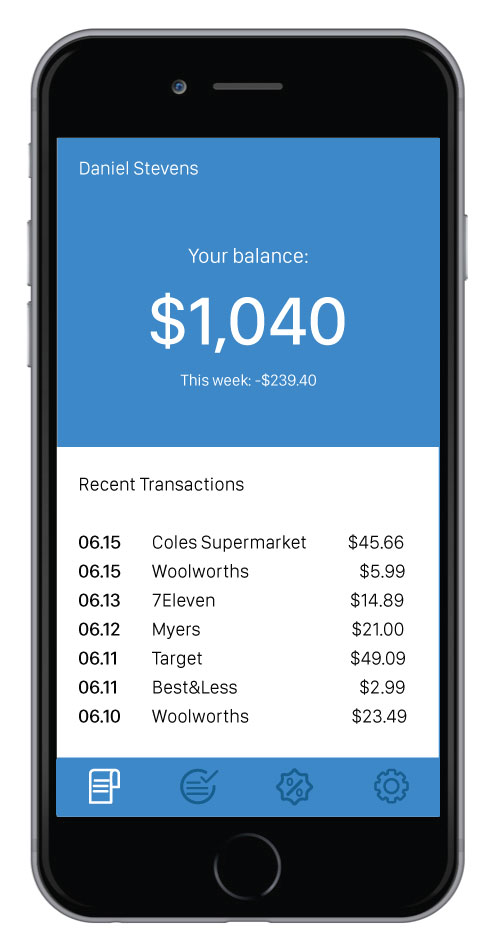 Daniel Stevens
Your balance:
$1,040
This week: -$239.40
Recent Transactions
06.15 Coles Supermarket $45.66
06.15 Woolworths $5.99
06.13 7Eleven $14.89
06.12 Myers $21.00
06.11 Target $49.09
06.11 Best&Less $2.99
06.10 Woolworths $23.49
%